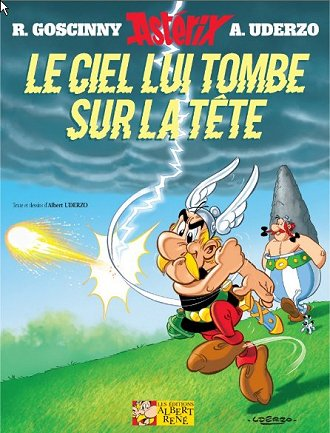 R. GOSCINNY Astérix A. UDERZO
LE CIEL LUI TOMBE
SUR LA TÊTE
Texte et dessins d'Albert UDERZO
LES EDITIONS
ALBERT
RENÉ
UDERZO